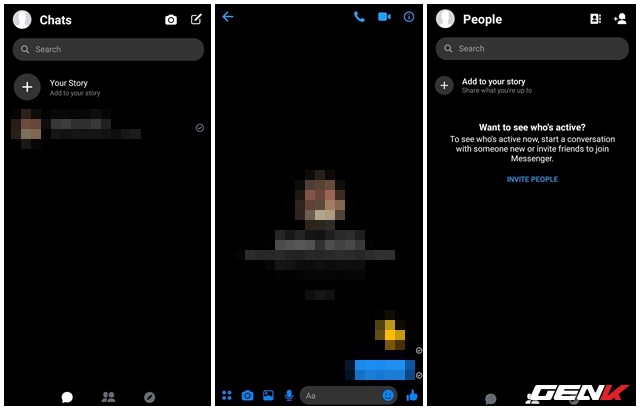 Chats
Search
Your Story
Add to your story
Aa
People
Search
Add to your story
Share what you're up to
Want to see who's active?
To see who's active now, start a conversation
with someone new or invite friends to join
Messenger.
INVITE PEOPLE
GENK